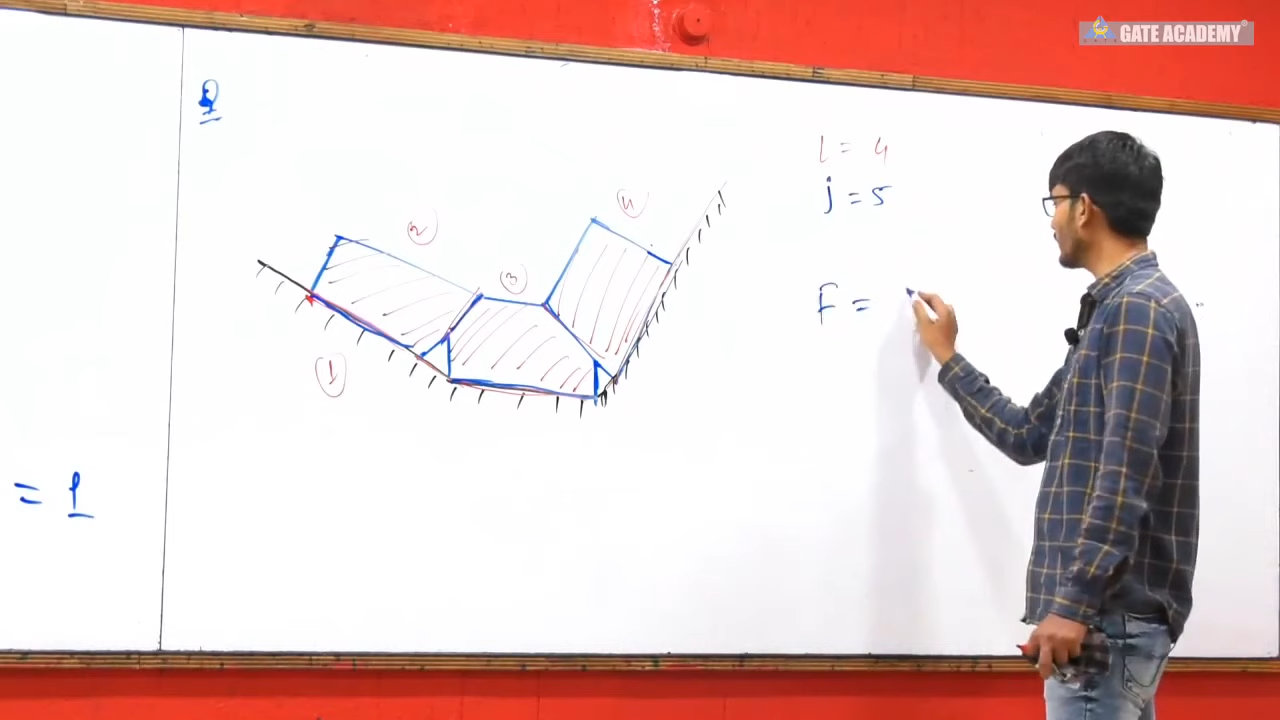 GATE ACADEMY®
Q
l = 4
j = 5
F =
2
3
4
1
= 1